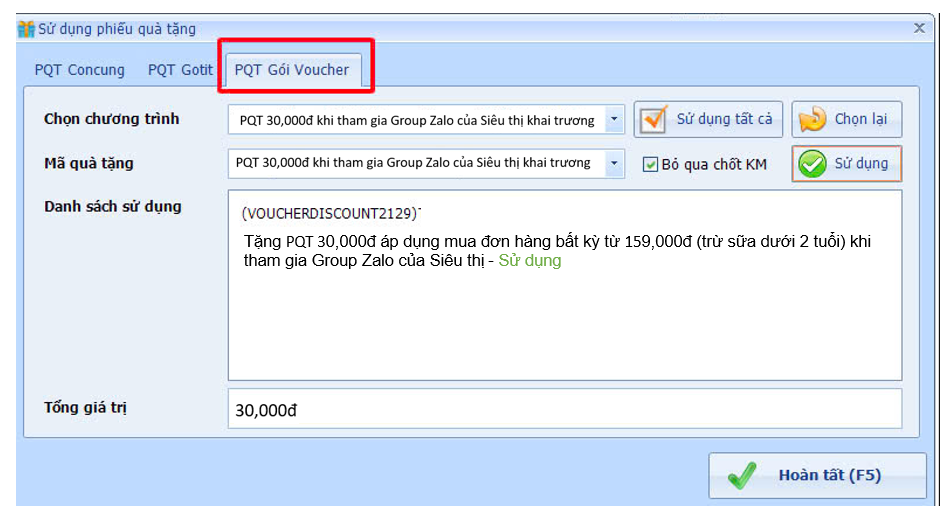 Sử dụng phiếu quà tặng
PQT Concung PQT Gotit PQT Gói Voucher
Chọn chương trình PQT 30,000đ khi tham gia Group Zalo của Siêu thị khai trương Sử dụng tất cả Chọn lại
Mã quà tặng PQT 30,000đ khi tham gia Group Zalo của Siêu thị khai trương Bỏ qua chốt KM Sử dụng
Danh sách sử dụng (VOUCHERDISCOUNT2129)
Tặng PQT 30,000đ áp dụng mua đơn hàng bất kỳ từ 159,000đ (trừ sữa dưới 2 tuổi) khi
tham gia Group Zalo của Siêu thị - Sử dụng
Tổng giá trị 30,000đ
Hoàn tất (F5)